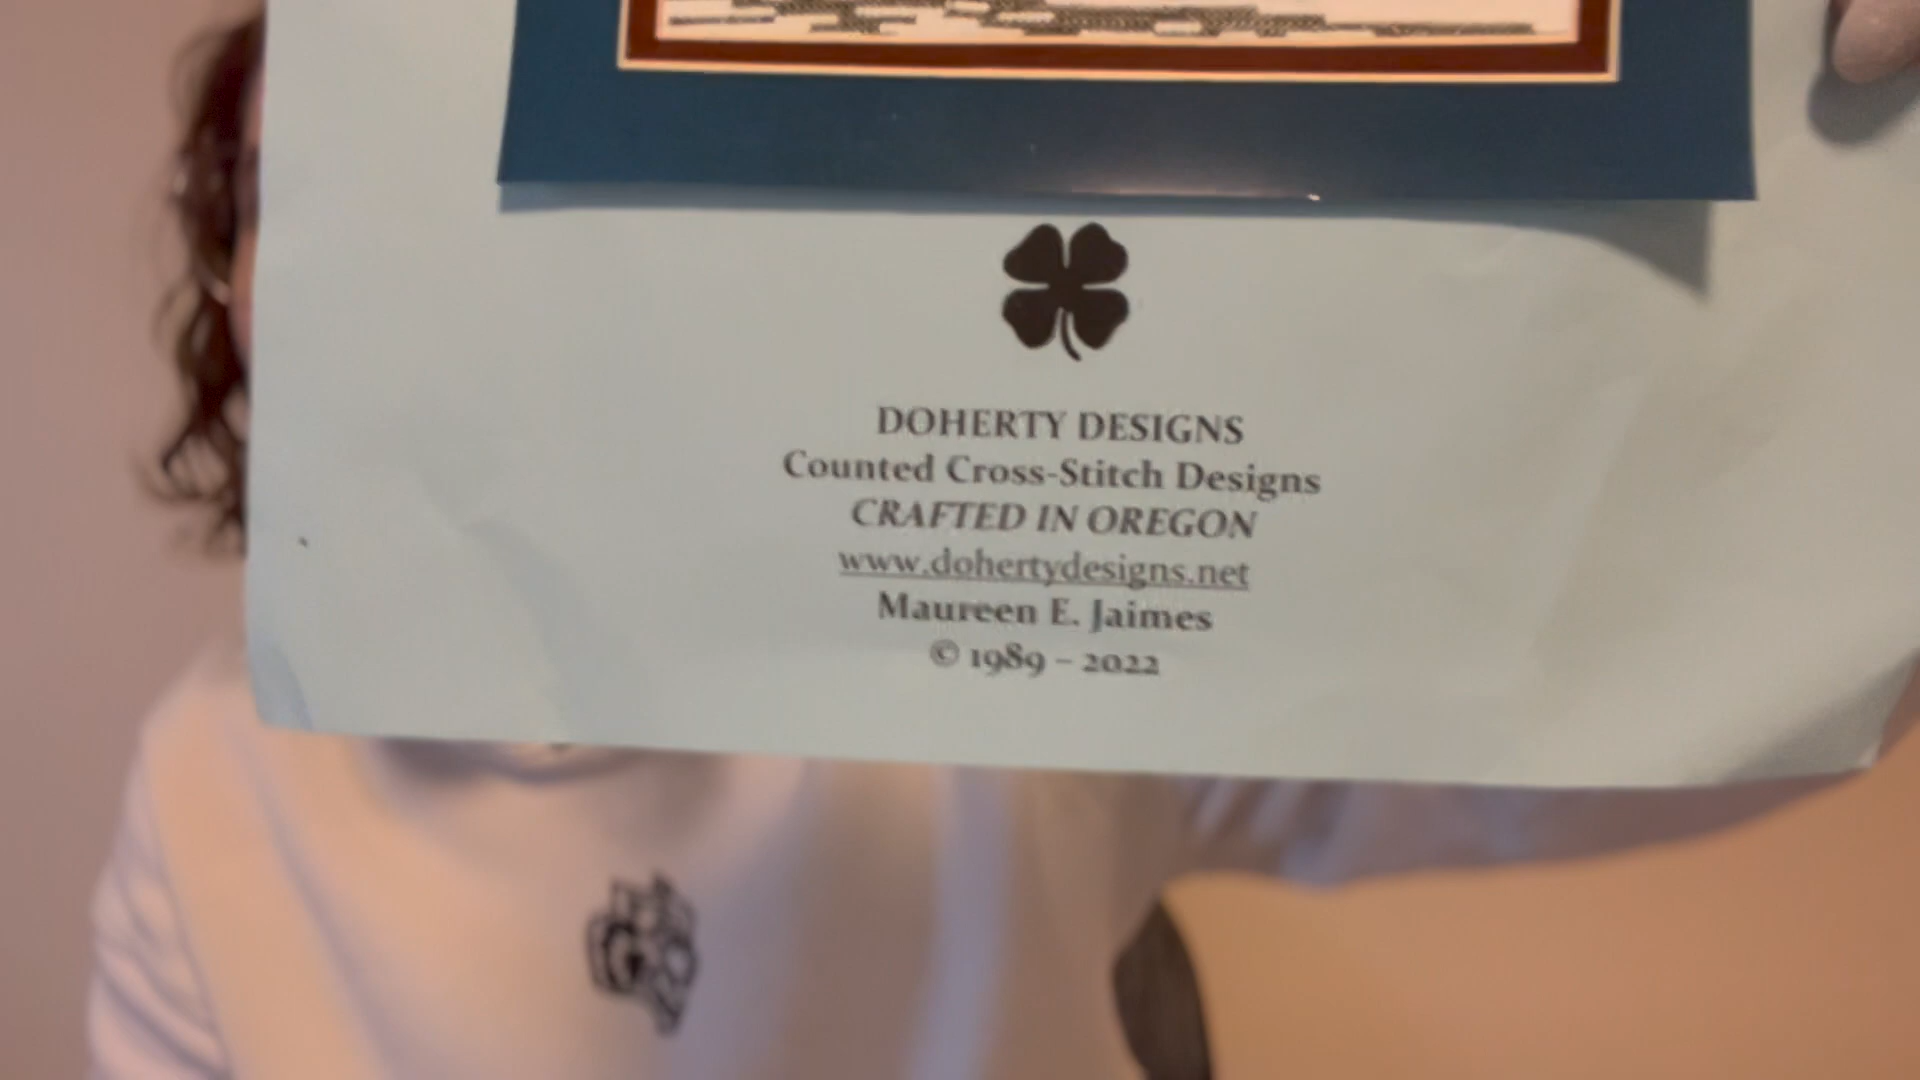 DOHERTY DESIGNS
Counted Cross-Stitch Designs
CRAFTED IN OREGON
www.dohertydesigns.net
Maureen E. Jaimes
© 1989 – 2022